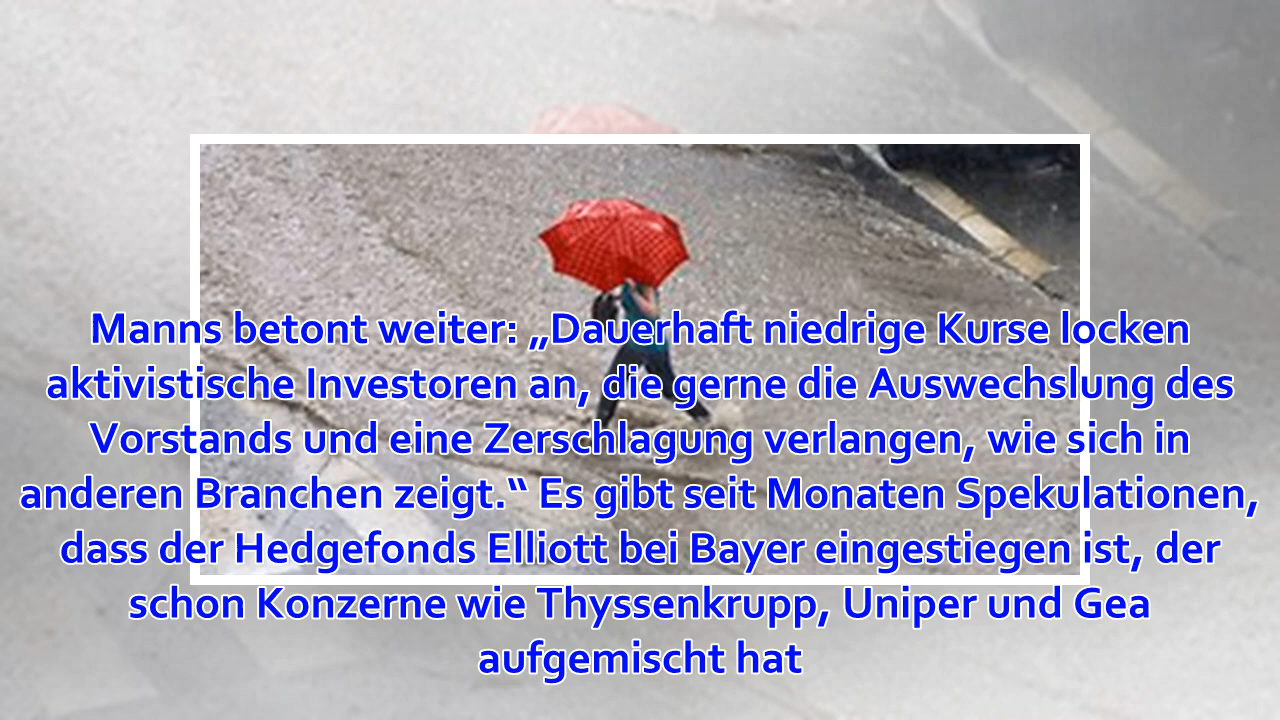 Manns betont weiter: „Dauerhaft niedrige Kurse locken
aktivistische Investoren an, die gerne die Auswechslung des
Vorstands und eine Zerschlagung verlangen, wie sich in
anderen Branchen zeigt.“ Es gibt seit Monaten Spekulationen,
dass der Hedgefonds Elliott bei Bayer eingestiegen ist, der
schon Konzerne wie Thyssenkrupp, Uniper und Gea
aufgemischt hat